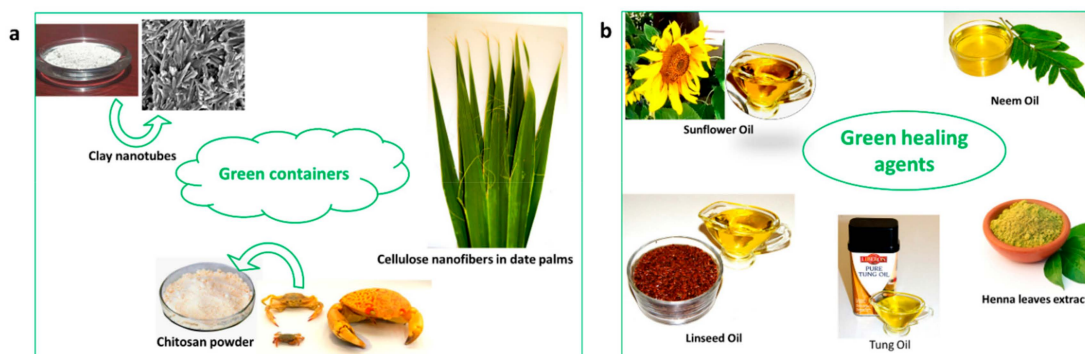 a
Clay nanotubes
Green containers
Cellulose nanofibers in date palms
Chitosan powder
b
Sunflower Oil
Neem Oil
Green healing
agents
Linseed Oil
PURE
TUNG OIL
Tung Oil
Henna leaves extract